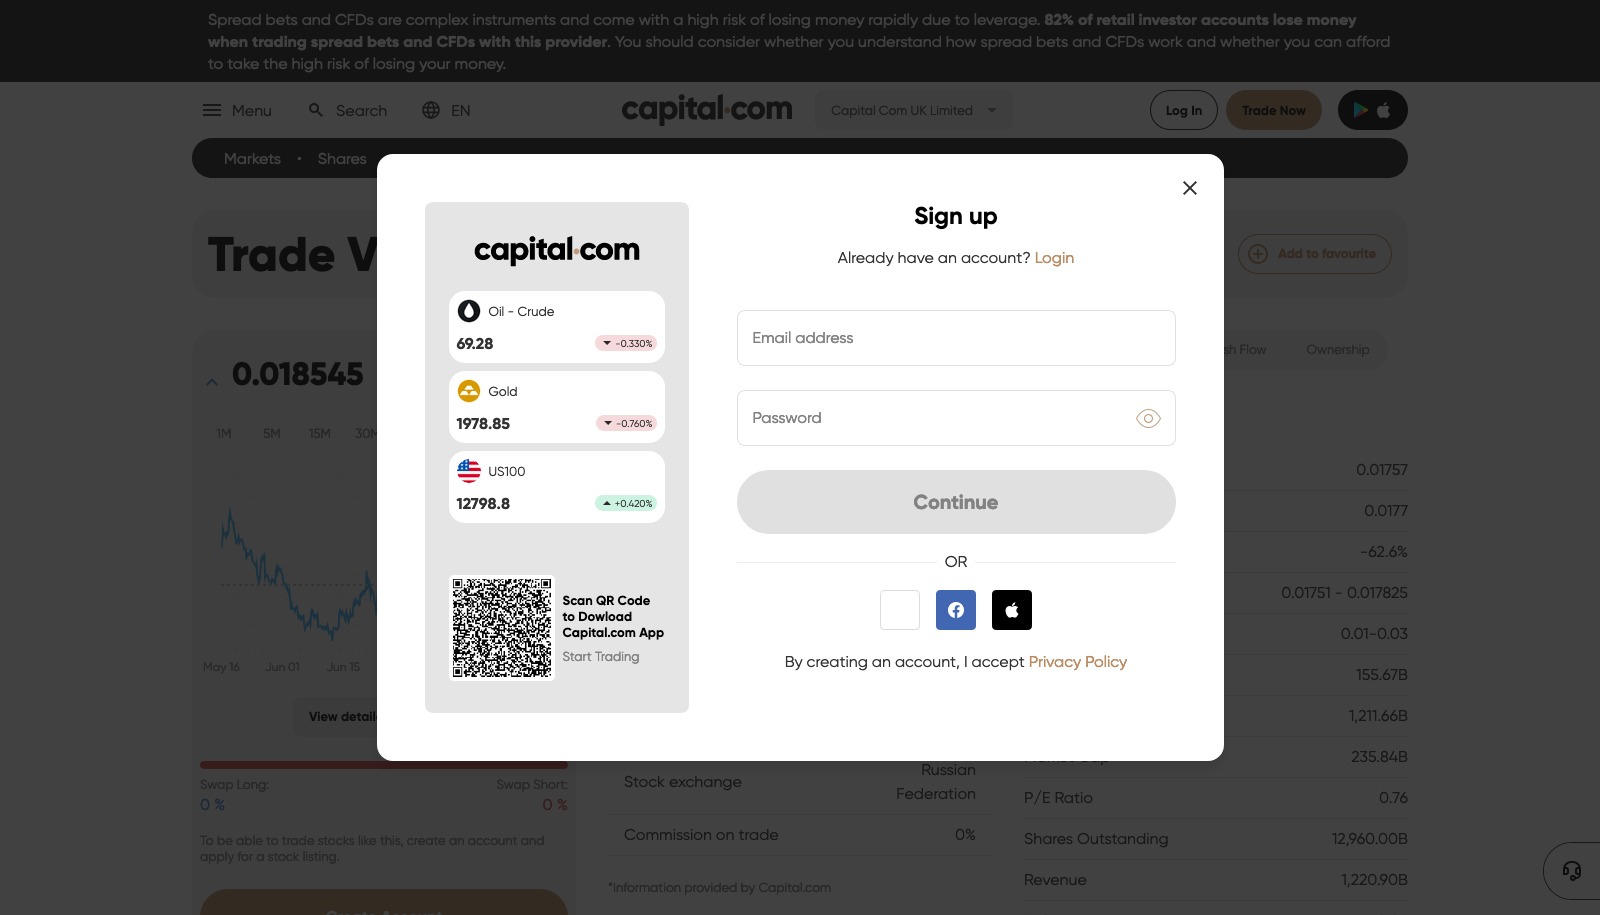 Spread bets and CFDs are complex instruments and come with a high risk of losing money rapidly due to leverage. 82% of retail investor accounts lose money
when trading spread bets and CFDs with this provider. You should consider whether you understand how spread bets and CFDs work and whether you can afford
to take the high risk of losing your money.
Menu
Search
EN
capital.com
Capital Com UK Limited
Log In
Trade Now
Markets • Shares
Trade
Add to favourite
0.018545
1M 5M 15M
May 16 Jun 01 Jun 15
View
Swap Long:
0 %
Swap Short:
0 %
To be able to trade stocks like this, create an account and
apply for a stock listing.
capital.com
Oil - Crude
69.28
-0.330%
Gold
1978.85
-0.760%
US100
12798.8
+0.420%
Scan QR Code
to Dowload
Capital.com App
Start Trading
Sign up
Already have an account? Login
Email address
Password
Continue
OR
By creating an account, I accept Privacy Policy
Stock exchange
Russian
Federation
Commission on trade
0%
*Information provided by Capital.com
Flow
Ownership
0.01757
0.0177
-62.6%
0.01751 - 0.017825
0.01-0.03
155.67B
1,211.66B
235.84B
P/E Ratio
0.76
Shares Outstanding
12,960.00B
Revenue
1,220.90B